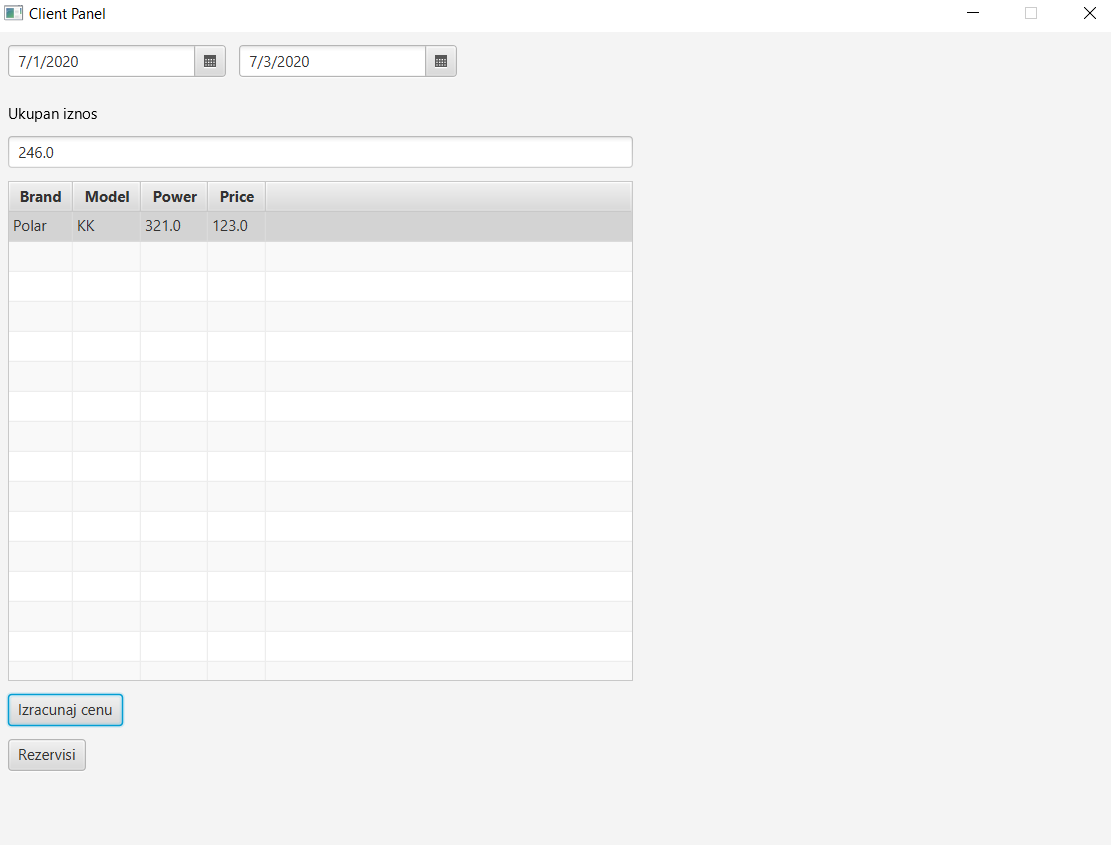 Client Panel
7/1/2020 7/3/2020
Ukupan iznos
246.0
Brand Model Power Price
Polar KK 321.0 123.0
Izracunaj cenu
Rezervisi